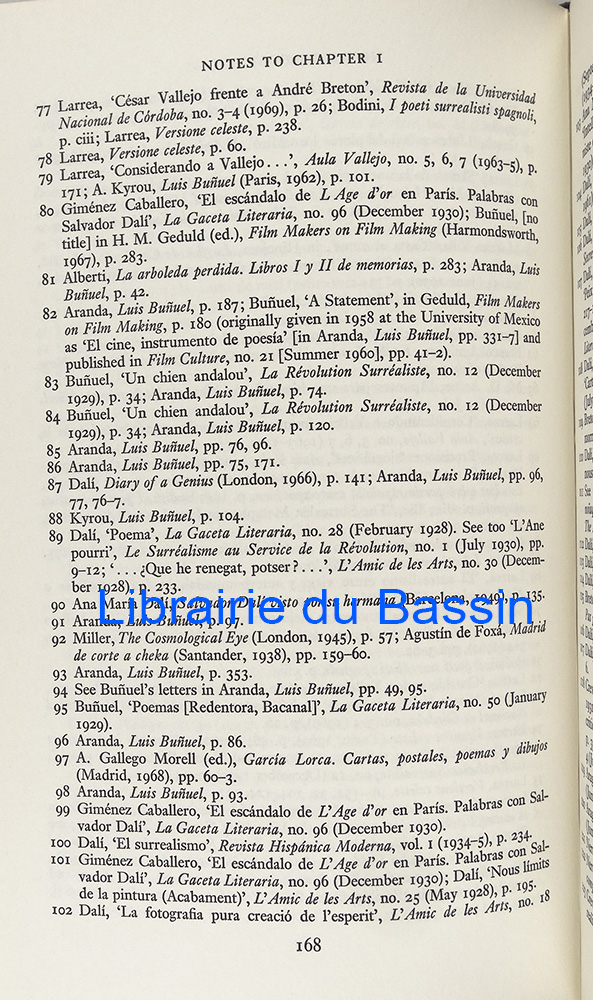 NOTES TO CHAPTER I
77 Larrea, 'César Vallejo frente a André Breton', Revista de la Universidad
Nacional de Córdoba, no. 3–4 (1969), p. 26; Bodini, I poeti surrealisti spagnoli,
p. ciii; Larrea, Versione celeste, p. 238.
78 Larrea, Versione celeste, p. 60.
79 Larrea, 'Considerando a Vallejo...', Aula Vallejo, no. 5, 6, 7 (1963–5), p.
171; A. Kyrou, Luis Buñuel (Paris, 1962), p. 101.
80 Giménez Caballero, 'El escándalo de L'Age d'or en París. Palabras con
Salvador Dalí', La Gaceta Literaria, no. 96 (December 1930); Buñuel, [no
title] in H. M. Geduld (ed.), Film Makers on Film Making (Harmondsworth,
1967), p. 283.
81 Alberti, La arboleda perdida. Libros I y II de memorias, p. 283; Aranda, Luis
Buñuel, p. 42.
82 Aranda, Luis Buñuel, p. 187; Buñuel, 'A Statement', in Geduld, Film Makers
on Film Making, p. 180 (originally given in 1958 at the University of Mexico
as 'El cine, instrumento de poesía' [in Aranda, Luis Buñuel, pp. 331–7] and
published in Film Culture, no. 21 [Summer 1960], pp. 41–2).
83 Buñuel, 'Un chien andalou', La Révolution Surréaliste, no. 12 (December
1929), p. 34; Aranda, Luis Buñuel, p. 74.
84 Buñuel, 'Un chien andalou', La Révolution Surréaliste, no. 12 (December
1929), p. 34; Aranda, Luis Buñuel, p. 120.
85 Aranda, Luis Buñuel, pp. 76, 96.
86 Aranda, Luis Buñuel, pp. 75, 171.
87 Dalí, Diary of a Genius (London, 1966), p. 141; Aranda, Luis Buñuel, pp. 96,
77, 76–7.
88 Kyrou, Luis Buñuel, p. 104.
89 Dalí, 'Poema', La Gaceta Literaria, no. 28 (February 1928). See too 'L'Ane
pourri', Le Surréalisme au Service de la Révolution, no. 1 (July 1930), pp.
9–12; '...¿Que he renegat, potser?...', L'Amic de les Arts, no. 30 (Decem-
ber 1928), p. 233.
90 Ana María Dalí, Salvador Dalí visto por su hermana (Barcelona, 1949), p. 135.
Librairie du Bassin
91 Aranda, Luis Buñuel, p. 97.
92 Miller, The Cosmological Eye (London, 1945), p. 57; Agustín de Foxá, Madrid
de corte a cheka (Santander, 1938), pp. 159–60.
93 Aranda, Luis Buñuel, p. 353.
94 See Buñuel's letters in Aranda, Luis Buñuel, pp. 49, 95.
95 Buñuel, 'Poemas [Redentora, Bacanal]', La Gaceta Literaria, no. 50 (January
1929).
96 Aranda, Luis Buñuel, p. 86.
97 A. Gallego Morell (ed.), García Lorca. Cartas, postales, poemas y dibujos
(Madrid, 1968), pp. 60–3.
98 Aranda, Luis Buñuel, p. 93.
99 Giménez Caballero, 'El escándalo de L'Age d'or en París. Palabras con Sal-
vador Dalí', La Gaceta Literaria, no. 96 (December 1930).
100 Dalí, 'El surrealismo', Revista Hispánica Moderna, vol. 1 (1934–5), p. 234.
101 Giménez Caballero, 'El escándalo de L'Age d'or en París. Palabras con Sal-
vador Dalí', La Gaceta Literaria, no. 96 (December 1930); Dalí, 'Nous límits
de la pintura (Acabament)', L'Amic de les Arts, no. 25 (May 1928), p. 195.
102 Dalí, 'La fotografia pura creació de l'esperit', L'Amic de les Arts, no. 18
168